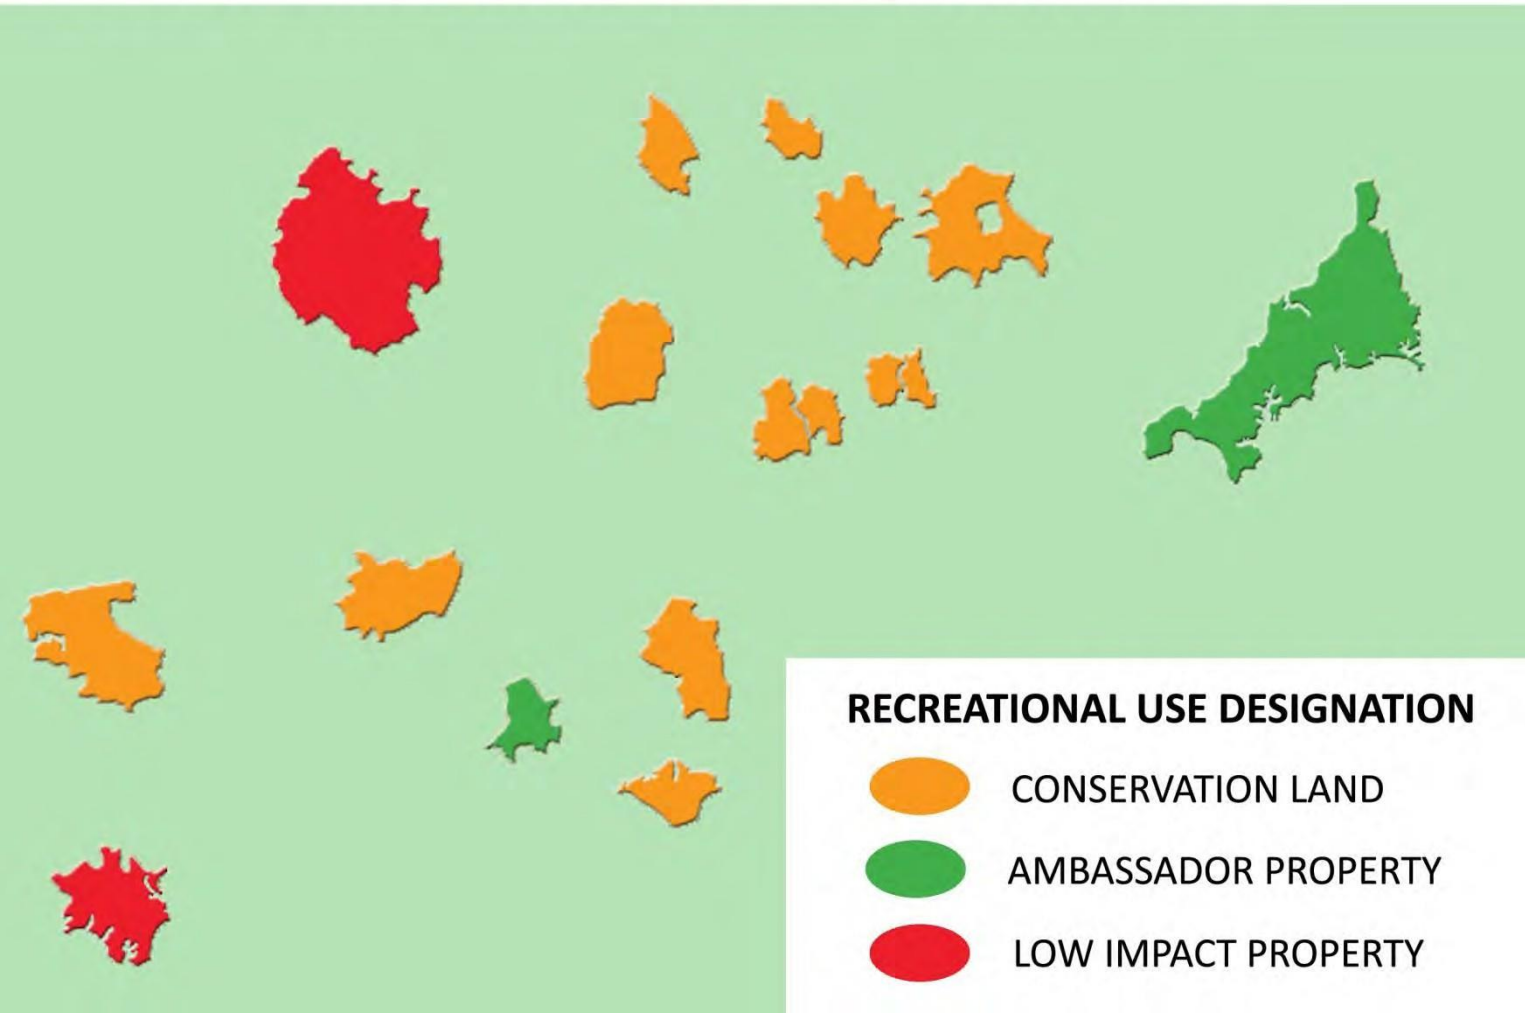 RECREATIONAL USE DESIGNATION
CONSERVATION LAND
AMBASSADOR PROPERTY
LOW IMPACT PROPERTY